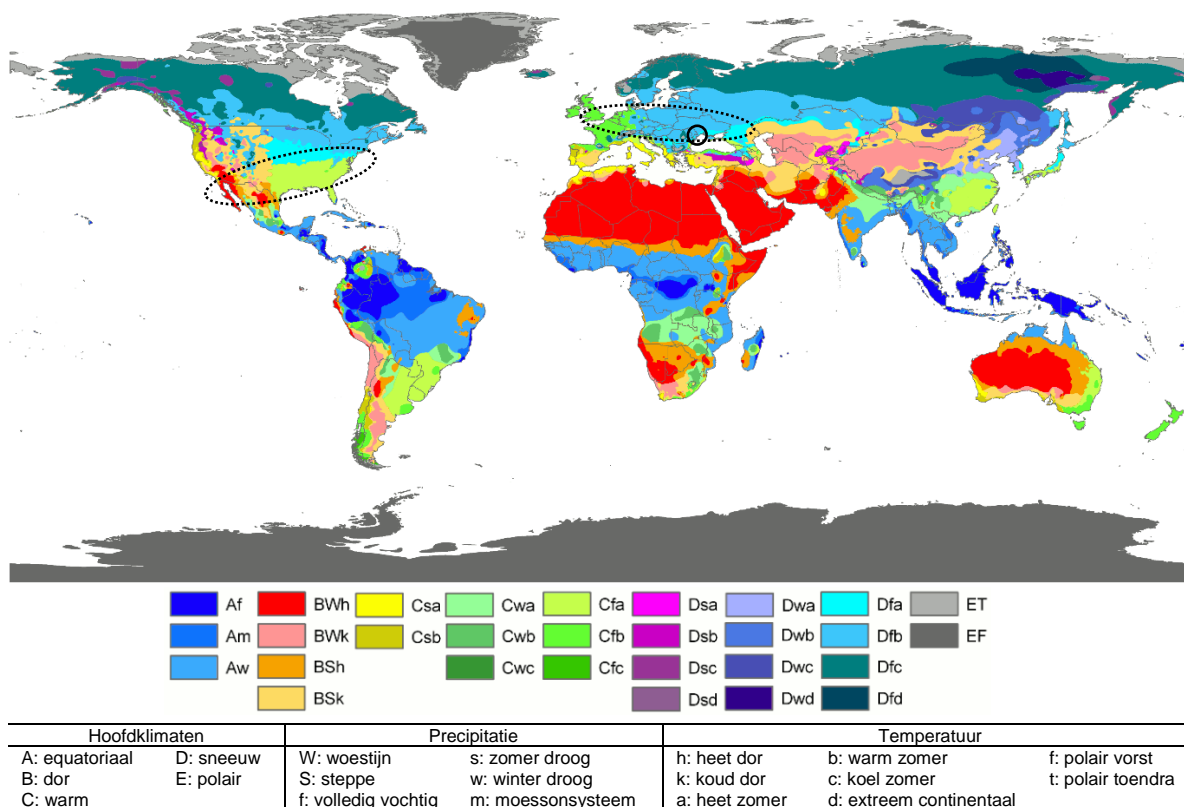 Af BWh Csa Cwa Cfa Dsa Dwa Dfa ET
Am BWk Csb Cwb Cfb Dsb Dwb Dfb EF
Aw BSh Cwc Cfc Dsc Dwc Dfc
BSk Dsd Dwd Dfd
Hoofdklimaten Precipitatie Temperatuur
A: equatoriaal D: sneeuw W: woestijn s: zomer droog h: heet dor b: warm zomer f: polair vorst
B: dor E: polair S: steppe w: winter droog k: koud dor c: koel zomer t: polair toendra
C: warm f: volledig vochtig m: moessonsysteem a: heet zomer d: extreem continentaal